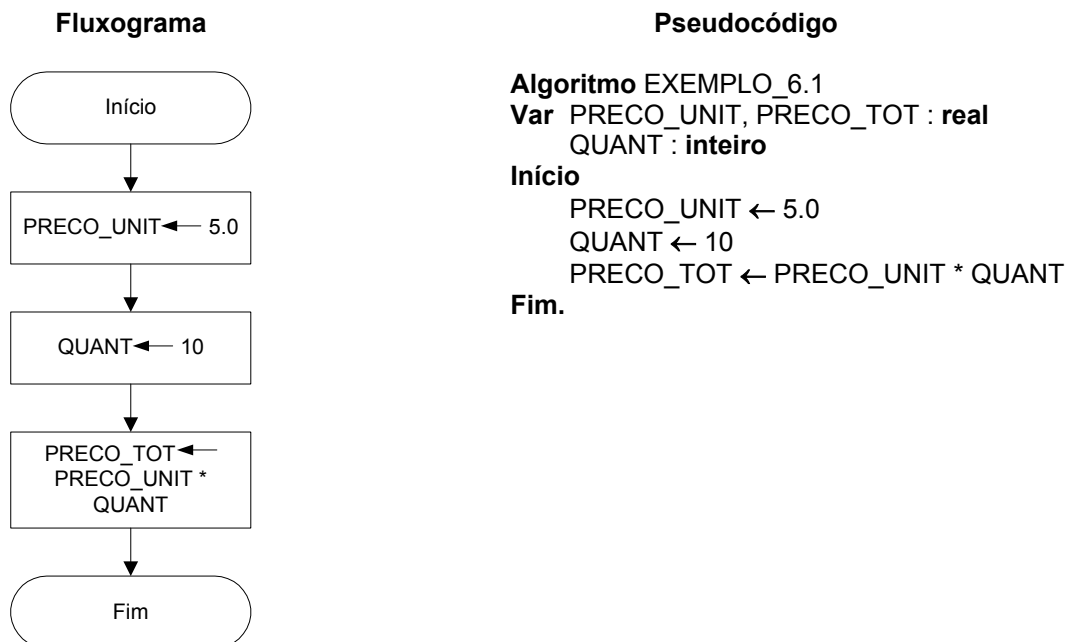 Fluxograma
Início
PRECO_UNIT ← 5.0
QUANT ← 10
PRECO_TOT ←
PRECO_UNIT *
QUANT
Fim
Pseudocódigo
Algoritmo EXEMPLO_6.1
Var PRECO_UNIT, PRECO_TOT : real
QUANT : inteiro
Início
PRECO_UNIT ← 5.0
QUANT ← 10
PRECO_TOT ← PRECO_UNIT * QUANT
Fim.